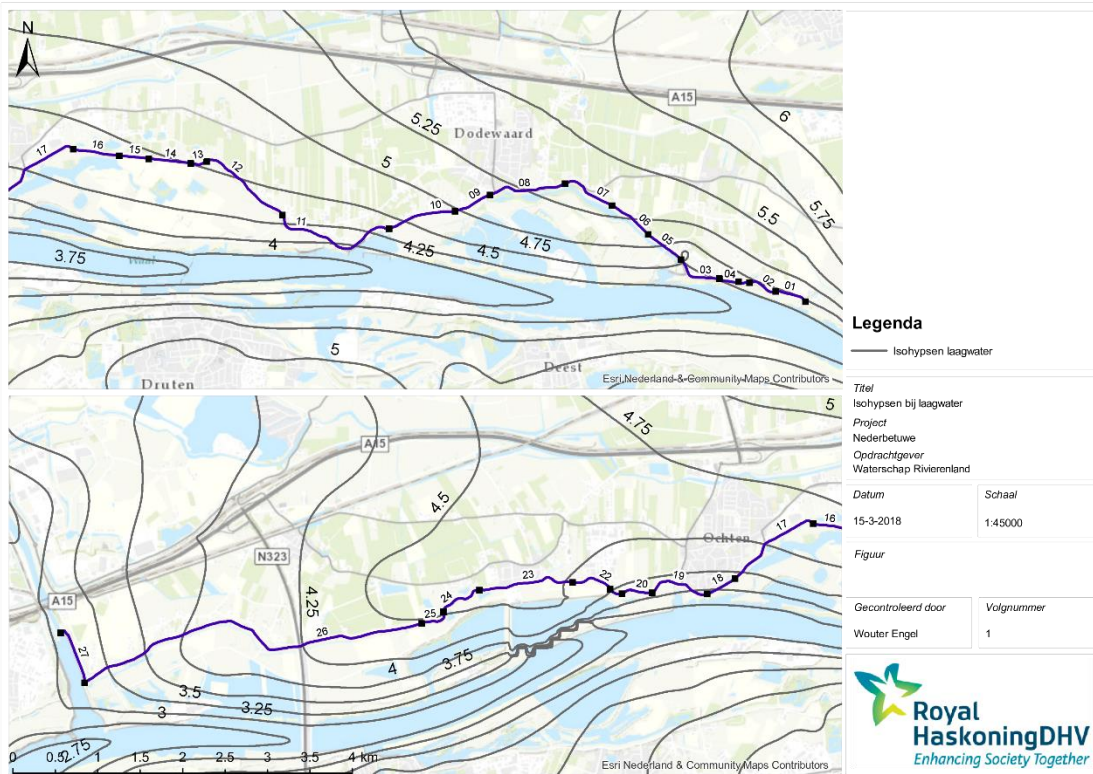 N
A15
6
5.25
Dodewaard
5
17
16
15
14
13
12
09
08
07
5.75
5.5
10
11
06
4
4.25
4.5
4.75
05
3.75
Waal
03
04
02
01
5
Deest
Druten
Esri Nederland & Community Maps Contributors
4.75
5
A15
4.5
17
16
Ochten
N323
23
22
20
19
18
4.25
A15
24
25
26
27
4
3.75
3.5
3.25
3
2.75
0 0.5 1 1.5 2 3 4 km
Esri Nederland & Community Maps Contributors
Legenda
Isohypsen laagwater
Titel
Isohypsen bij laagwater
Project
Nederbetuwe
Opdrachtgever
Waterschap Rivierenland
Datum
Schaal
15-3-2018
1:45000
Figuur
Gecontroleerd door
Volgnummer
Wouter Engel
1
Royal
HaskoningDHV
Enhancing Society Together